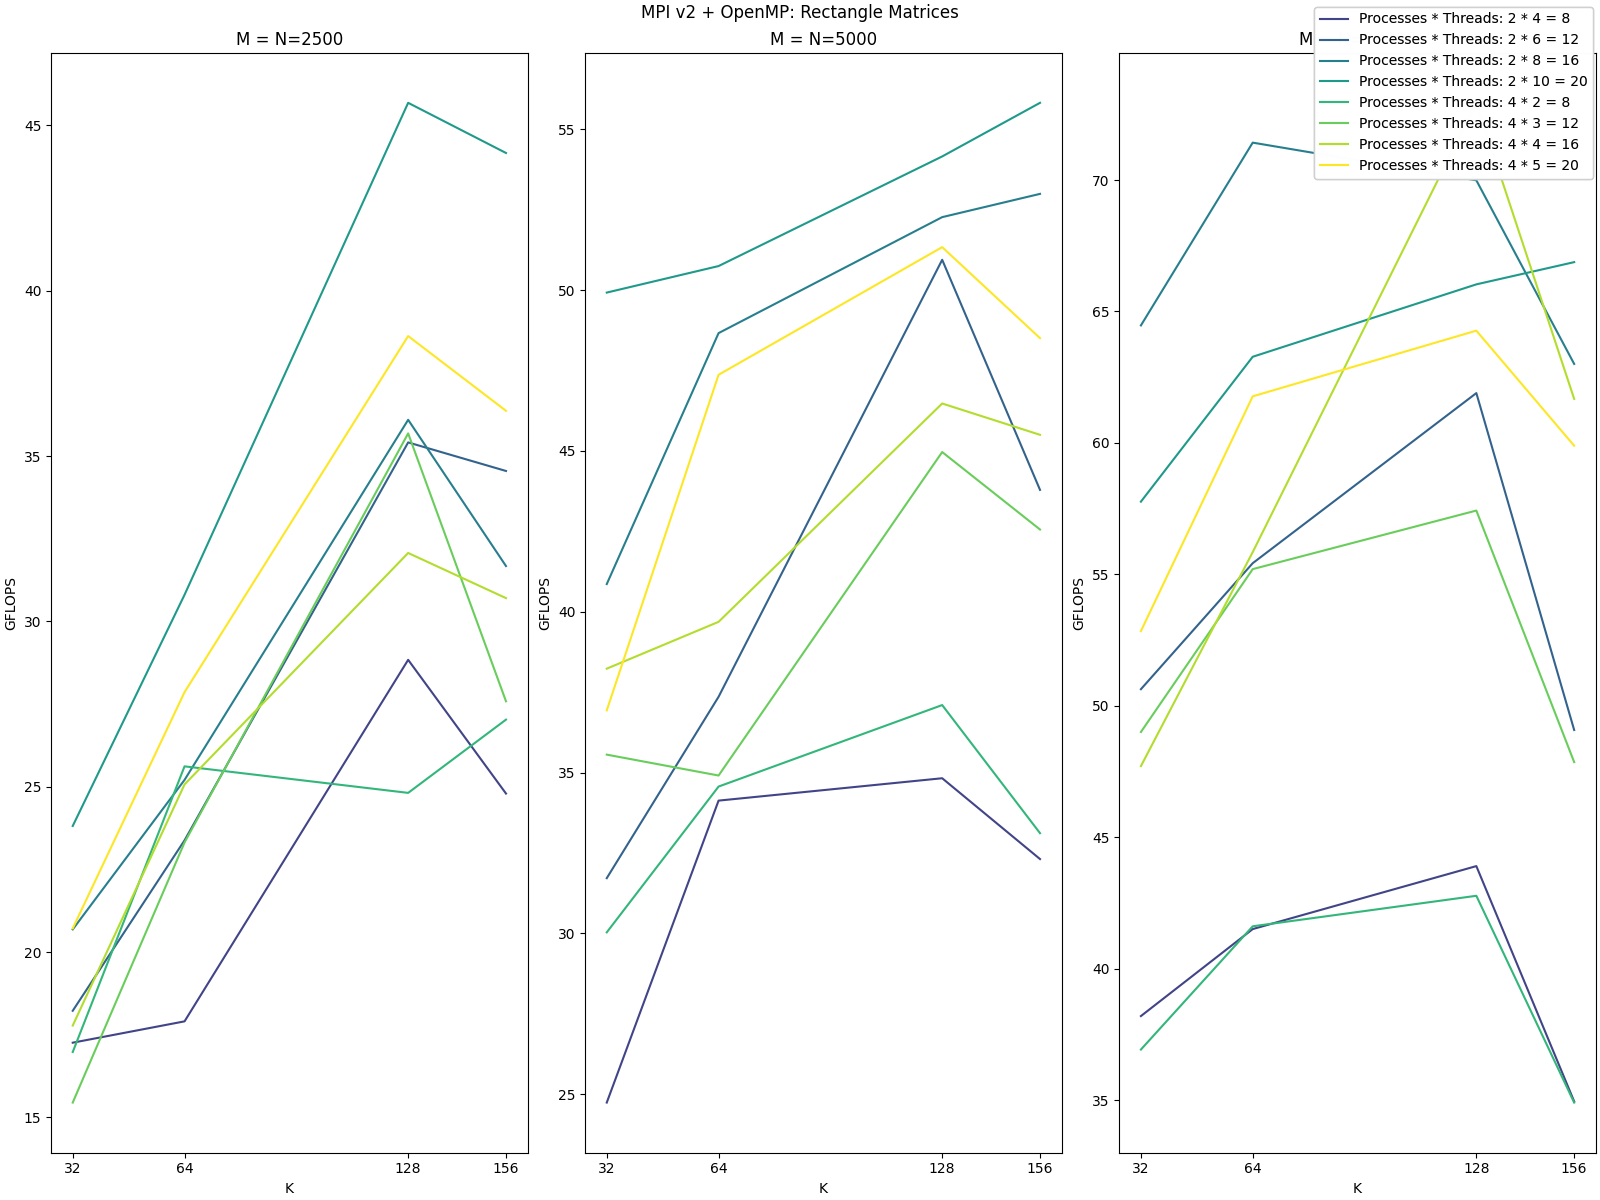 MPI v2 + OpenMP: Rectangle Matrices
M = N=2500
45
40
35
30
25
20
15
GFLOPS
32 64 128 156
K
M = N=5000
55
50
45
40
35
30
25
GFLOPS
32 64 128 156
K
M
70
65
60
55
50
45
40
35
GFLOPS
32 64 128 156
K
Processes * Threads: 2 * 4 = 8
Processes * Threads: 2 * 6 = 12
Processes * Threads: 2 * 8 = 16
Processes * Threads: 2 * 10 = 20
Processes * Threads: 4 * 2 = 8
Processes * Threads: 4 * 3 = 12
Processes * Threads: 4 * 4 = 16
Processes * Threads: 4 * 5 = 20